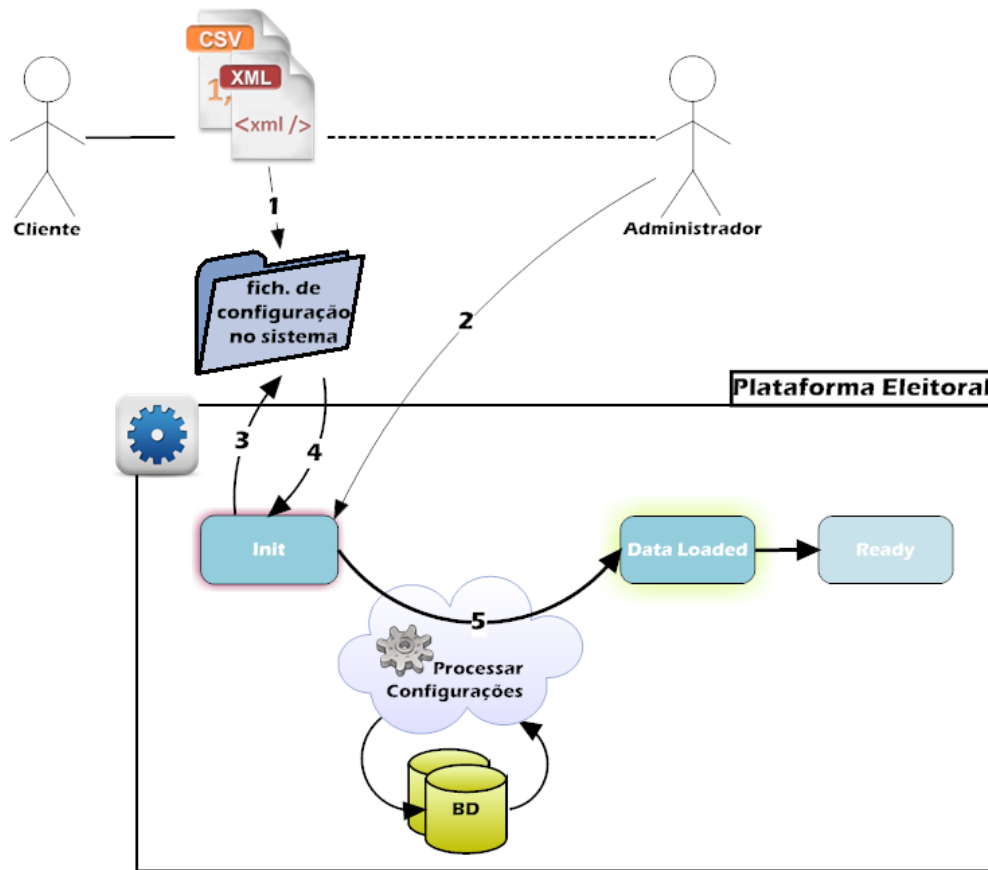 CSV
1,
XML
<xml />
Cliente
Administrador
1
fich. de
configuração
no sistema
2
Plataforma Eleitoral
3
4
Init
Data Loaded
Ready
5
Processar
Configurações
BD